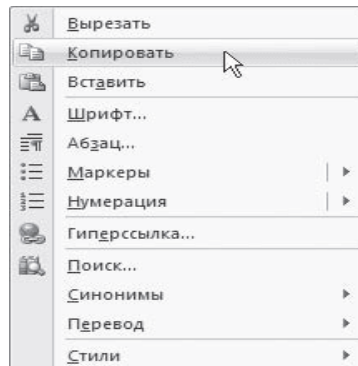 Вырезать
Копировать
Вставить
Шрифт...
Абзац...
Маркеры
Нумерация
Гиперссылка...
Поиск...
Синонимы
Перевод
Стили